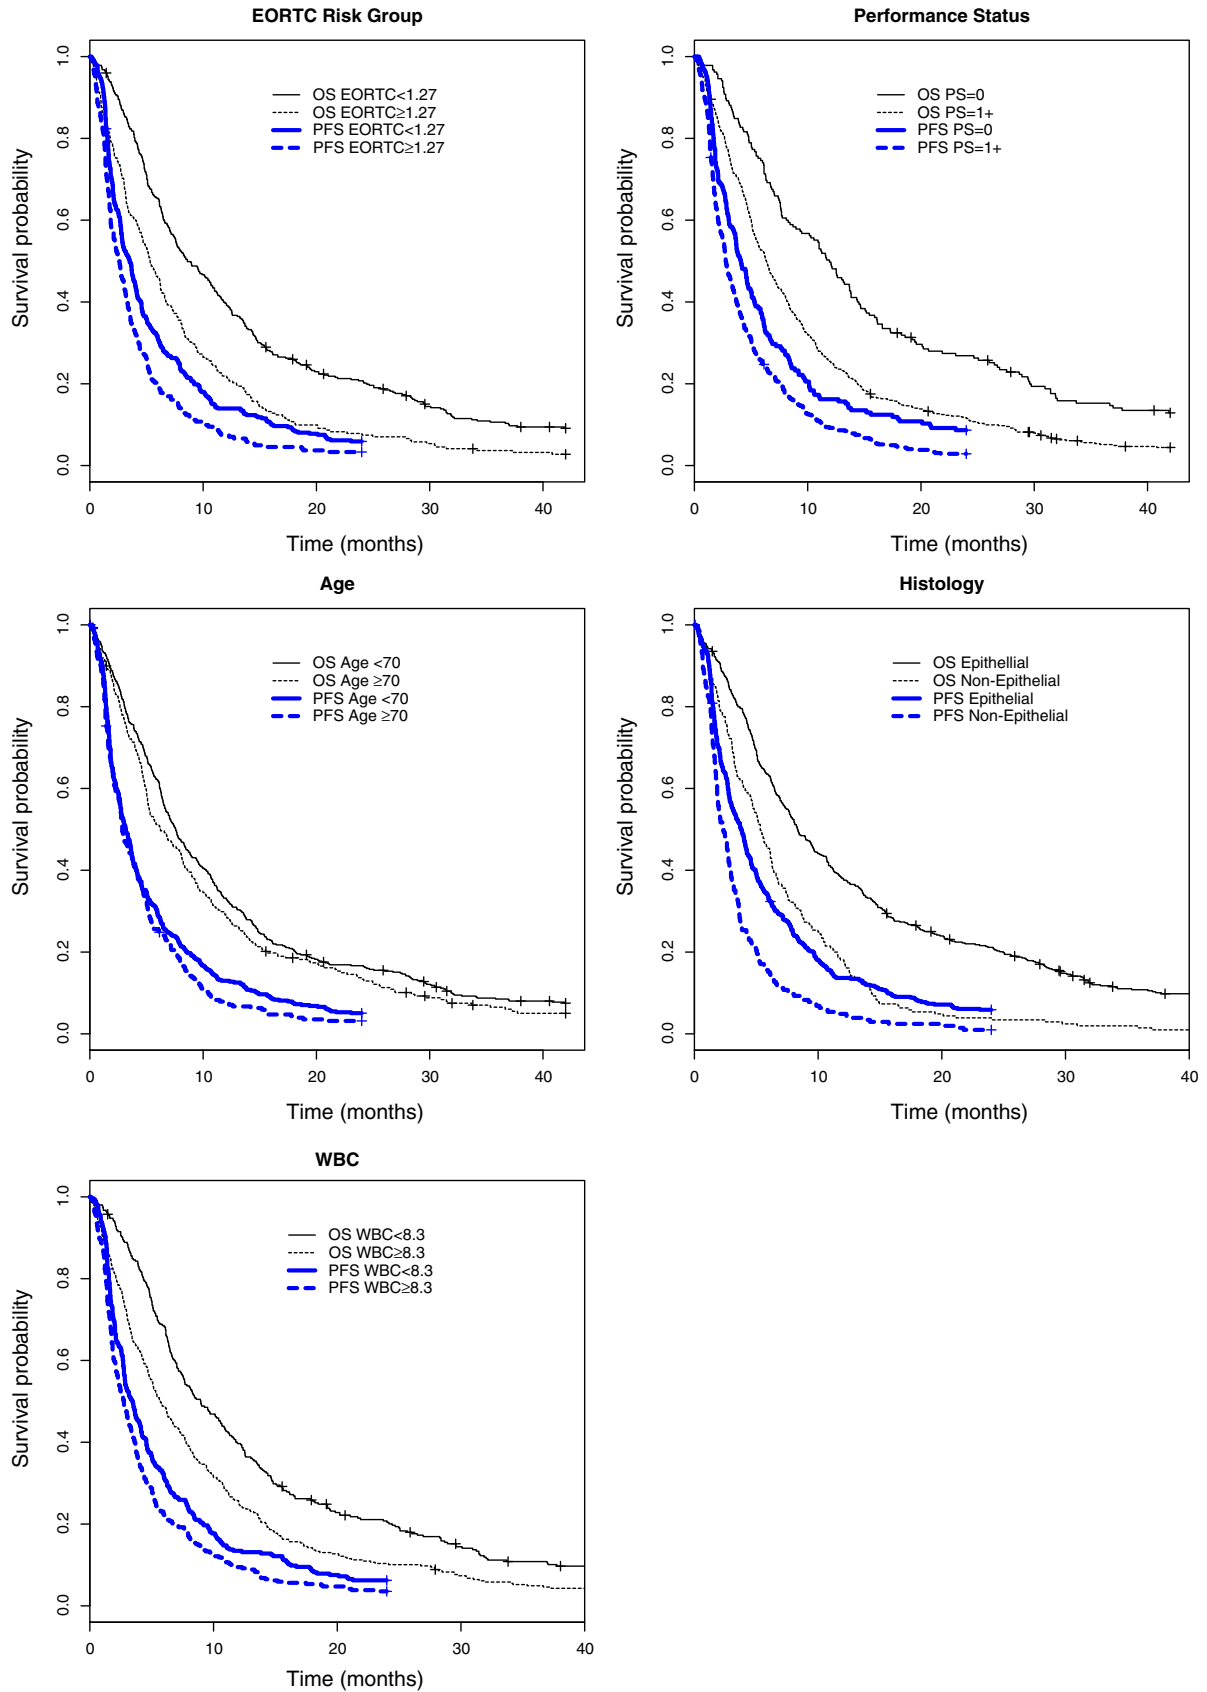 EORTC Risk Group
OS EORTC<1.27
OS EORTC≥1.27
PFS EORTC<1.27
PFS EORTC≥1.27
Survival probability
0.0 0.2 0.4 0.6 0.8 1.0
0 10 20 30 40
Time (months)
Performance Status
OS PS=0
OS PS=1+
PFS PS=0
PFS PS=1+
Survival probability
0.0 0.2 0.4 0.6 0.8 1.0
0 10 20 30 40
Time (months)
Age
OS Age <70
OS Age ≥70
PFS Age <70
PFS Age ≥70
Survival probability
0.0 0.2 0.4 0.6 0.8 1.0
0 10 20 30 40
Time (months)
Histology
OS Epithellial
OS Non-Epithelial
PFS Epithelial
PFS Non-Epithelial
Survival probability
0.0 0.2 0.4 0.6 0.8 1.0
0 10 20 30 40
Time (months)
WBC
OS WBC<8.3
OS WBC≥8.3
PFS WBC<8.3
PFS WBC≥8.3
Survival probability
0.0 0.2 0.4 0.6 0.8 1.0
0 10 20 30 40
Time (months)